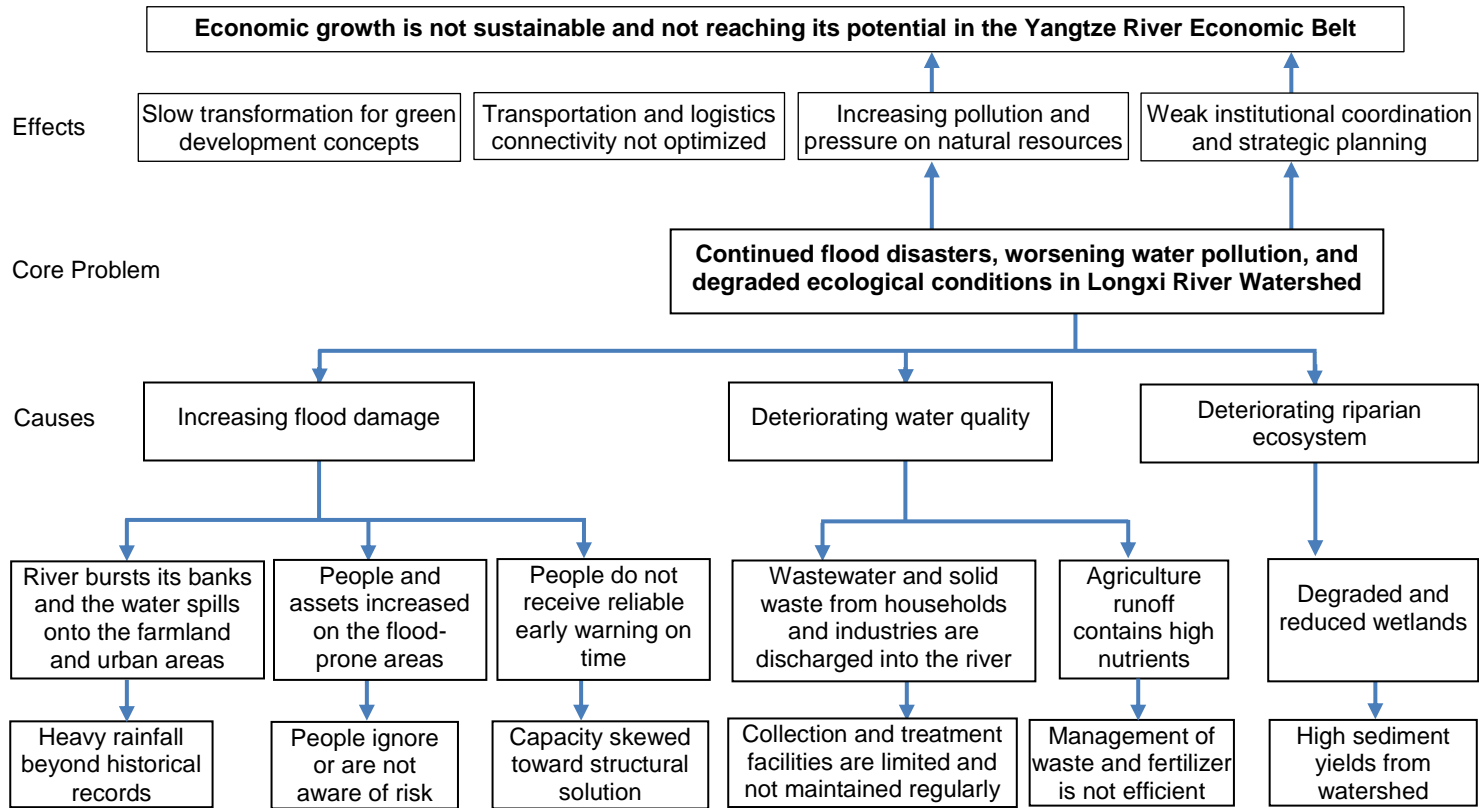 Economic growth is not sustainable and not reaching its potential in the Yangtze River Economic Belt
Effects
Slow transformation for green
development concepts
Transportation and logistics
connectivity not optimized
Increasing pollution and
pressure on natural resources
Weak institutional coordination
and strategic planning
Core Problem
Continued flood disasters, worsening water pollution, and
degraded ecological conditions in Longxi River Watershed
Causes
Increasing flood damage
Deteriorating water quality
Deteriorating riparian
ecosystem
River bursts its banks
and the water spills
onto the farmland
and urban areas
People and
assets increased
on the flood-
prone areas
People do not
receive reliable
early warning on
time
Wastewater and solid
waste from households
and industries are
discharged into the river
Agriculture
runoff
contains high
nutrients
Degraded and
reduced wetlands
Heavy rainfall
beyond historical
records
People ignore
or are not
aware of risk
Capacity skewed
toward structural
solution
Collection and treatment
facilities are limited and
not maintained regularly
Management of
waste and fertilizer
is not efficient
High sediment
yields from
watershed